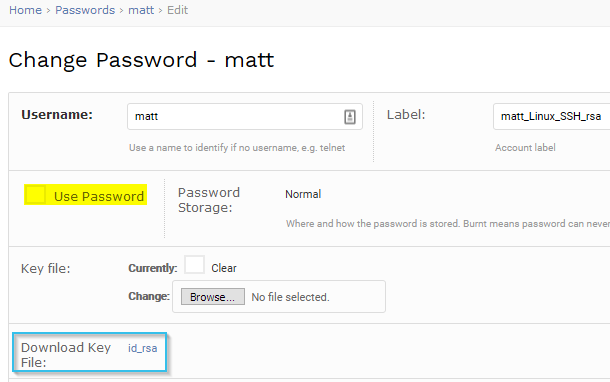 Home › Passwords › matt › Edit
Change Password - matt
Username: matt Label: matt_Linux_SSH_rsa
Use a name to identify if no username, e.g. telnet Account label
Use Password Password Storage: Normal
Where and how the password is stored. Burnt means password can never
Key file: Currently: Clear
Change: Browse... No file selected.
Download Key File: id_rsa